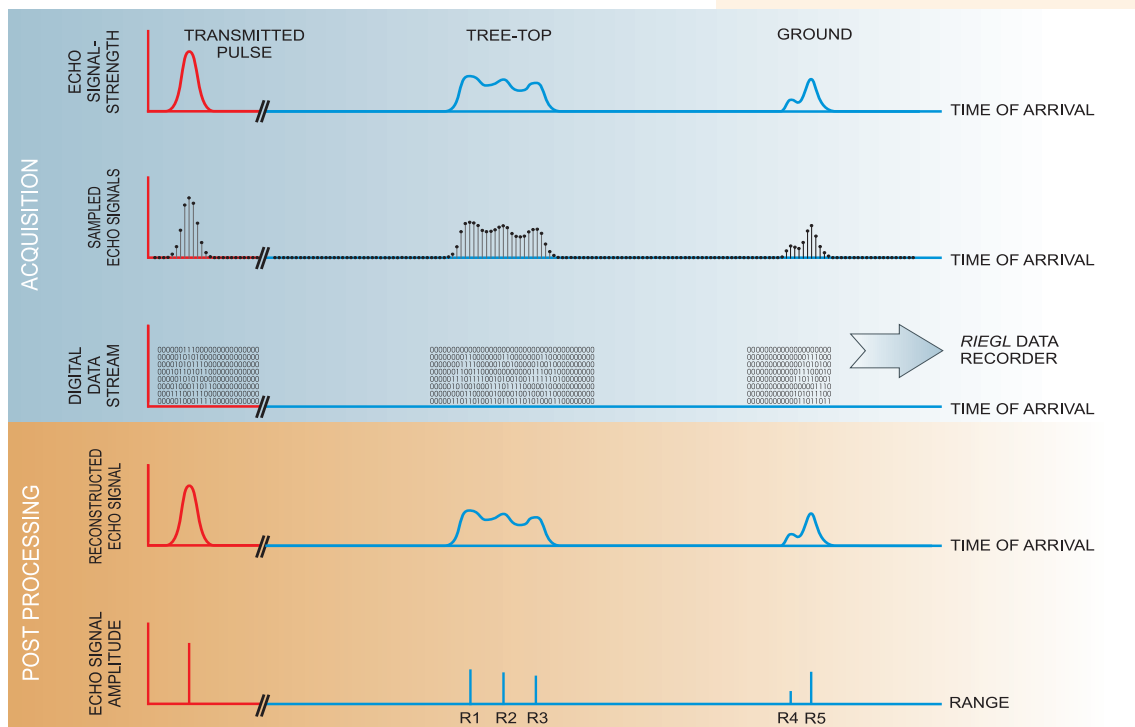 TRANSMITTED
PULSE
TREE-TOP
GROUND
ECHO
SIGNAL-
STRENGTH
TIME OF ARRIVAL
ACQUISITION
SAMPLED
ECHO SIGNALS
TIME OF ARRIVAL
DIGITAL
DATA
STREAM
RIEGL DATA
RECORDER
TIME OF ARRIVAL
POST PROCESSING
RECONSTRUCTED
ECHO SIGNAL
TIME OF ARRIVAL
ECHO SIGNAL
AMPLITUDE
RANGE
R1 R2 R3 R4 R5